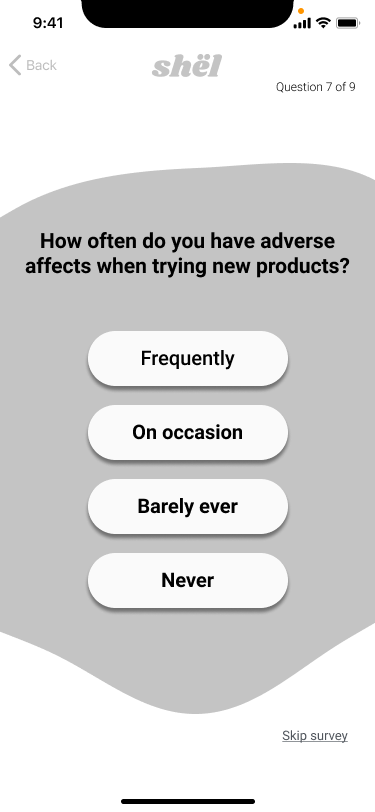 9:41
Back
shël
Question 7 of 9
How often do you have adverse
affects when trying new products?
Frequently
On occasion
Barely ever
Never
Skip survey